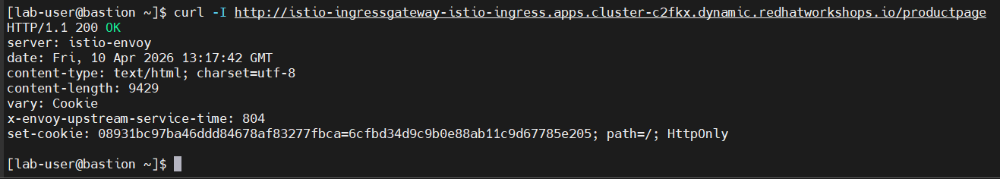 [lab-user@bastion ~]$ curl -I http://istio-ingressgateway-istio-ingress.apps.cluster-c2fkx.dynamic.redhatworkshops.io/productpage
HTTP/1.1 200 OK
server: istio-envoy
date: Fri, 10 Apr 2026 13:17:42 GMT
content-type: text/html; charset=utf-8
content-length: 9429
vary: Cookie
x-envoy-upstream-service-time: 804
set-cookie: 08931bc97ba46ddd84678af83277fbca=6cfbd34d9c9b0e88ab11c9d67785e205; path=/; HttpOnly
[lab-user@bastion ~]$